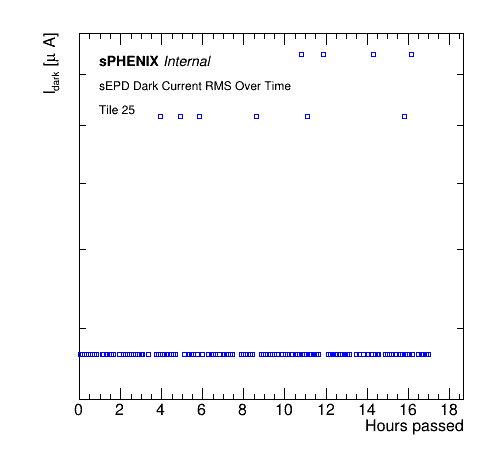 I_dark [μ A]
sPHENIX Internal
sEPD Dark Current RMS Over Time
Tile 25
0 2 4 6 8 10 12 14 16 18
Hours passed